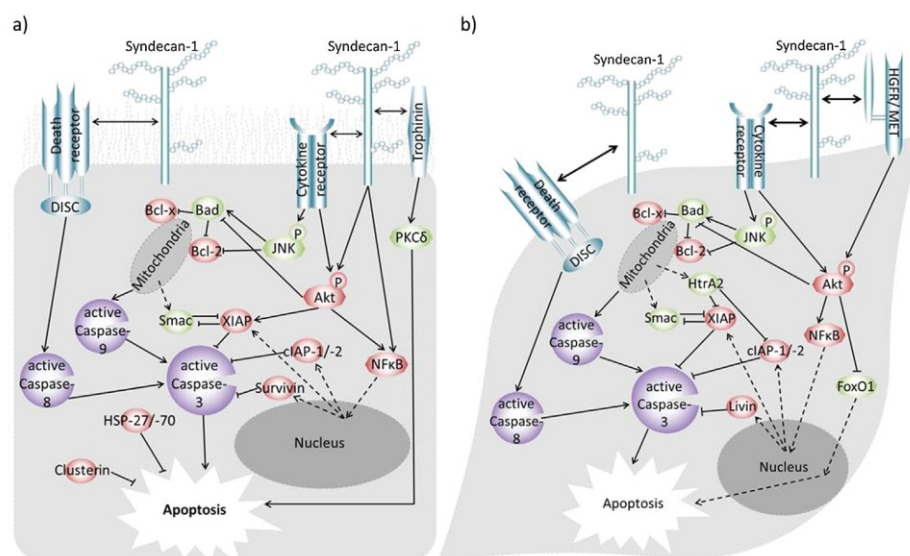 a)
Syndecan-1
Syndecan-1
Death
receptor
Cytokine
receptor
Trophinin
DISC
Bcl-x
Bad
JNK
P
PKCδ
Bcl-2
Mitochondria
P
Akt
active
Caspase-
9
Smac
XIAP
cIAP-1/-2
NFκB
active
Caspase-
8
active
Caspase-
3
Survivin
HSP-27/-70
Nucleus
Clusterin
Apoptosis
b)
Syndecan-1
Syndecan-1
HGFR/ MET
Cytokine
receptor
Death
receptor
DISC
Bcl-x
Bad
JNK
P
Bcl-2
Mitochondria
HtrA2
P
Akt
Smac
XIAP
NFκB
active
Caspase-
9
cIAP-1/-2
FoxO1
active
Caspase-
8
active
Caspase-
3
Livin
Nucleus
Apoptosis